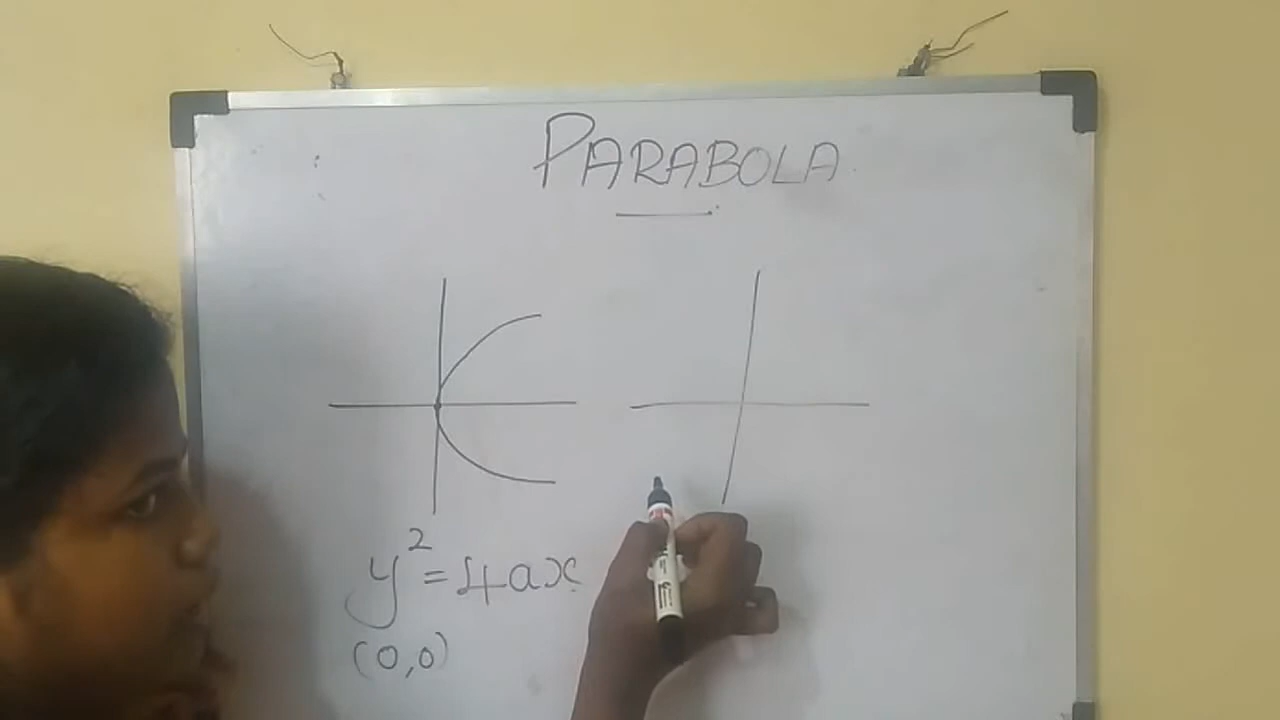 PARABOLA
y² = 4ax
(0,0)